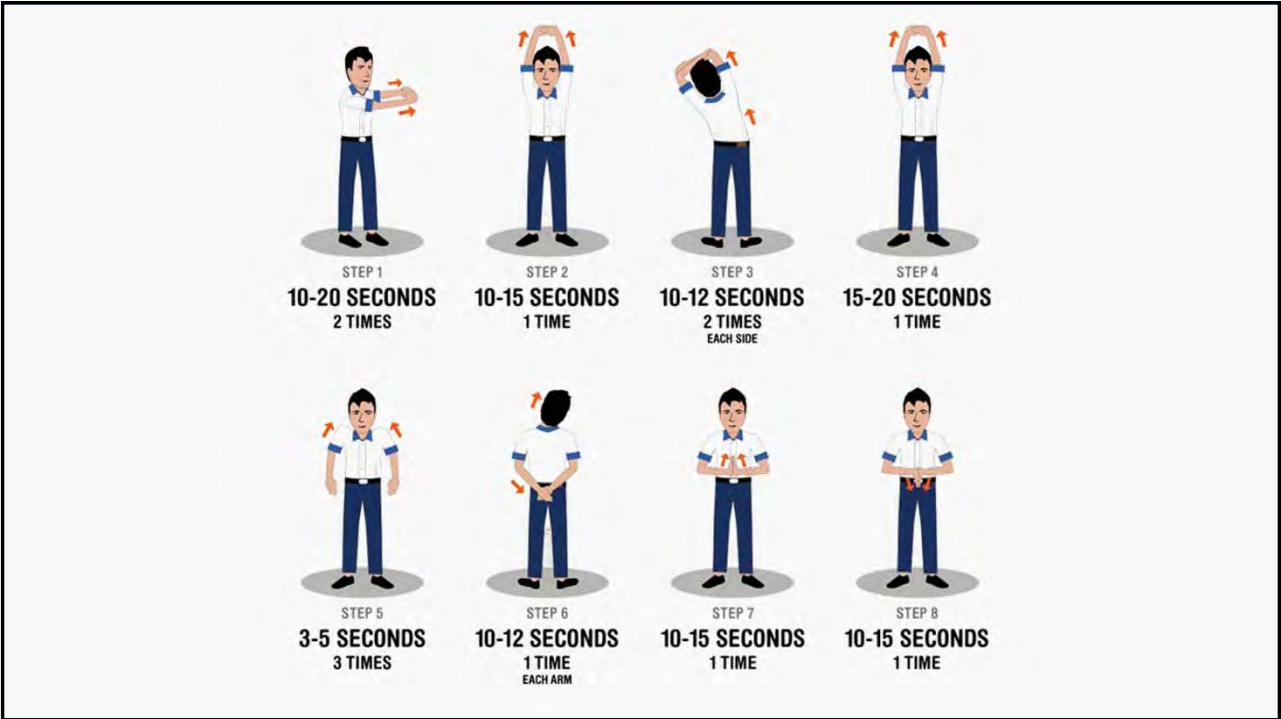 STEP 1
10-20 SECONDS
2 TIMES
STEP 2
10-15 SECONDS
1 TIME
STEP 3
10-12 SECONDS
2 TIMES
EACH SIDE
STEP 4
15-20 SECONDS
1 TIME
STEP 5
3-5 SECONDS
3 TIMES
STEP 6
10-12 SECONDS
1 TIME
EACH ARM
STEP 7
10-15 SECONDS
1 TIME
STEP 8
10-15 SECONDS
1 TIME